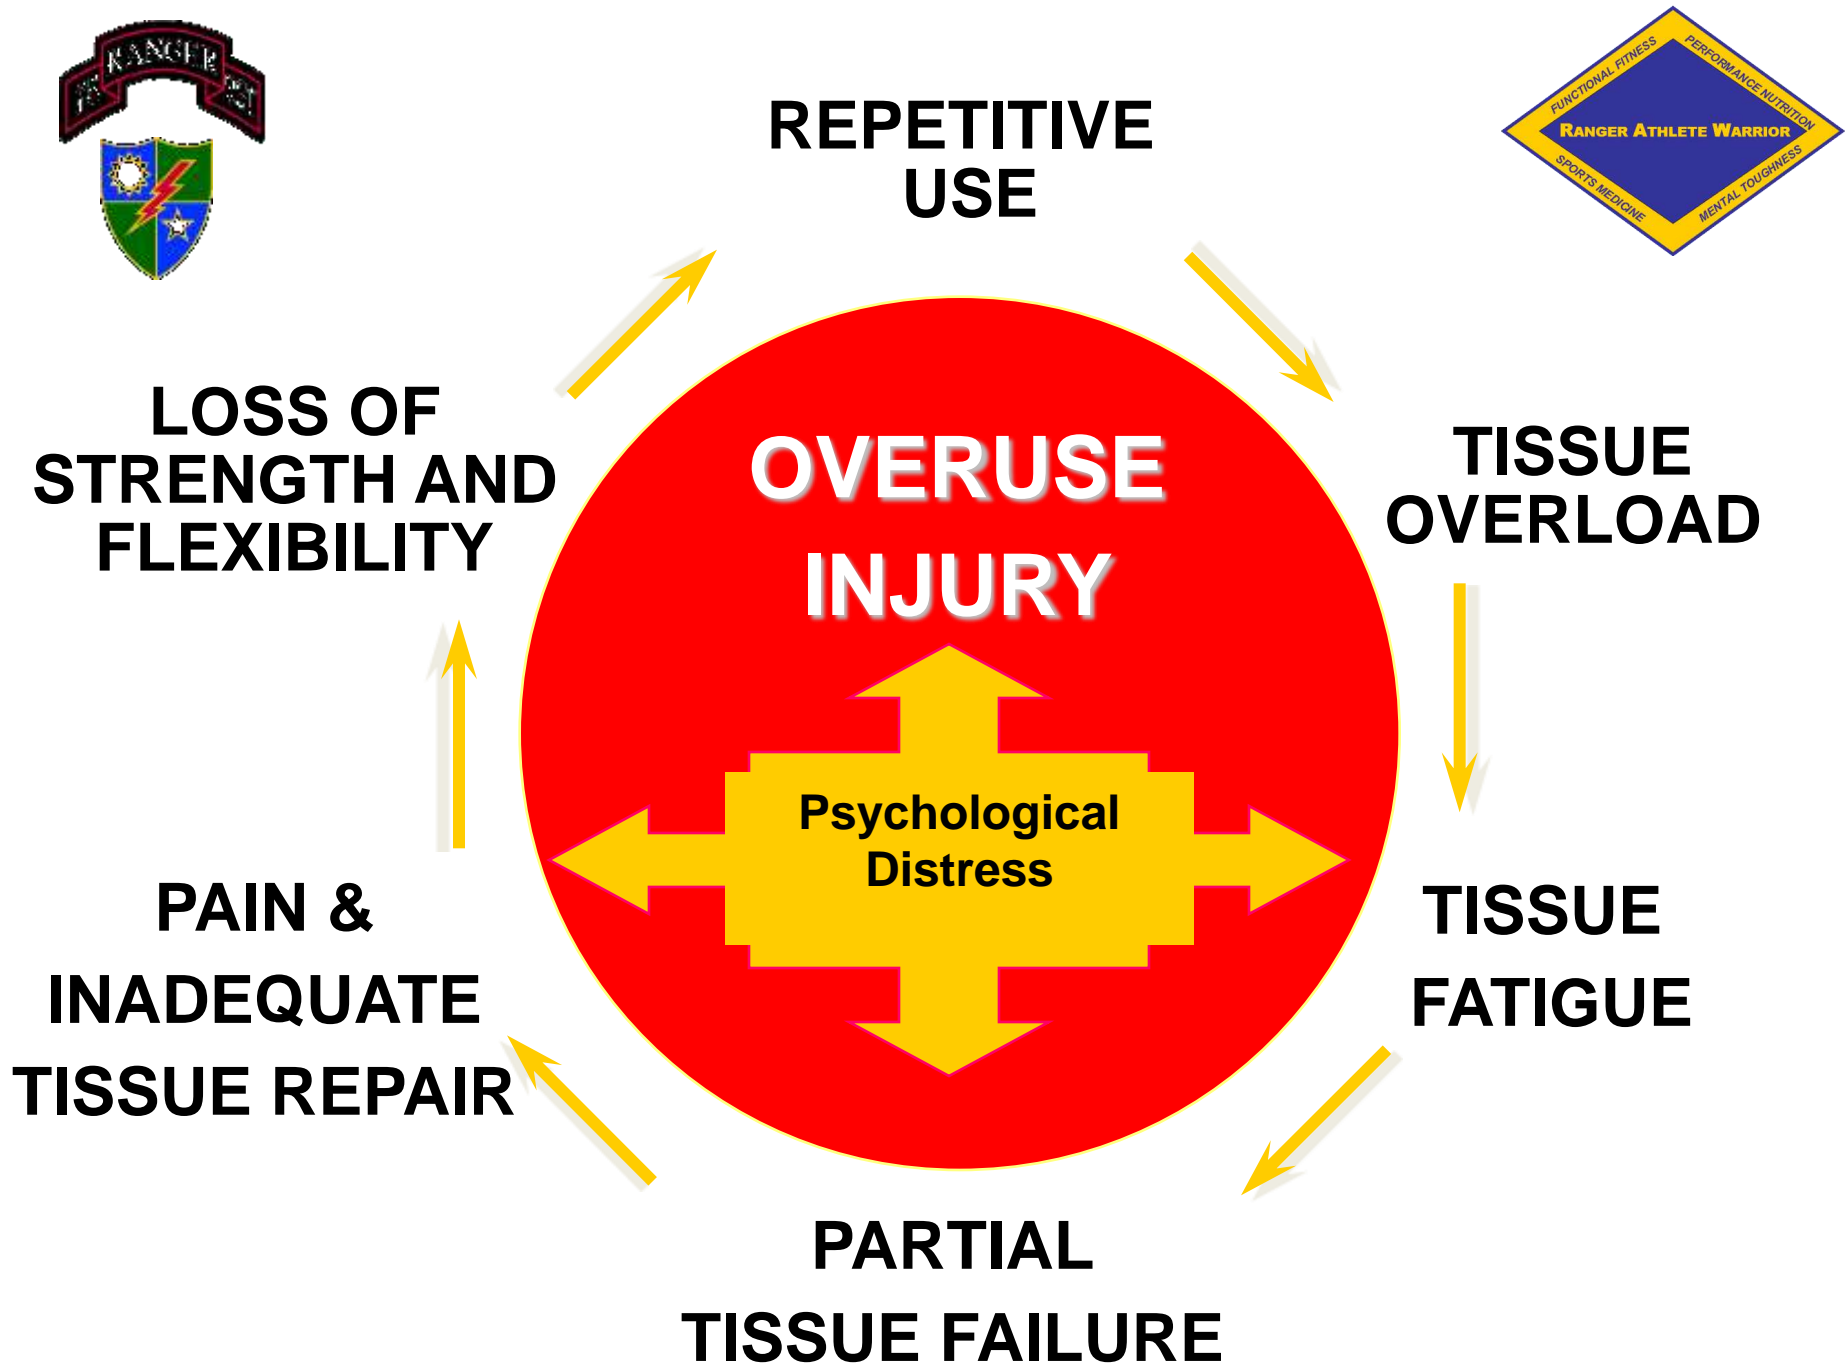 RANGER
FUNCTIONAL FITNESS
PERFORMANCE NUTRITION
RANGER ATHLETE WARRIOR
SPORTS MEDICINE
MENTAL TOUGHNESS
REPETITIVE
USE
LOSS OF
STRENGTH AND
FLEXIBILITY
OVERUSE
INJURY
TISSUE
OVERLOAD
Psychological
Distress
PAIN &
INADEQUATE
TISSUE REPAIR
TISSUE
FATIGUE
PARTIAL
TISSUE FAILURE